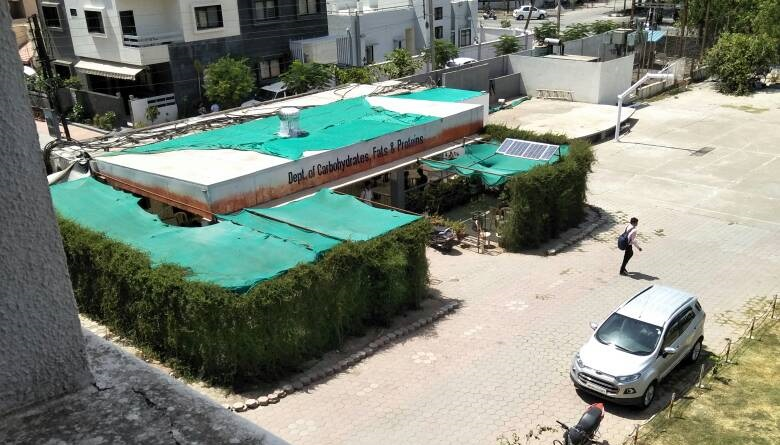 Dept. of Carbohydrates, Fats & Proteins